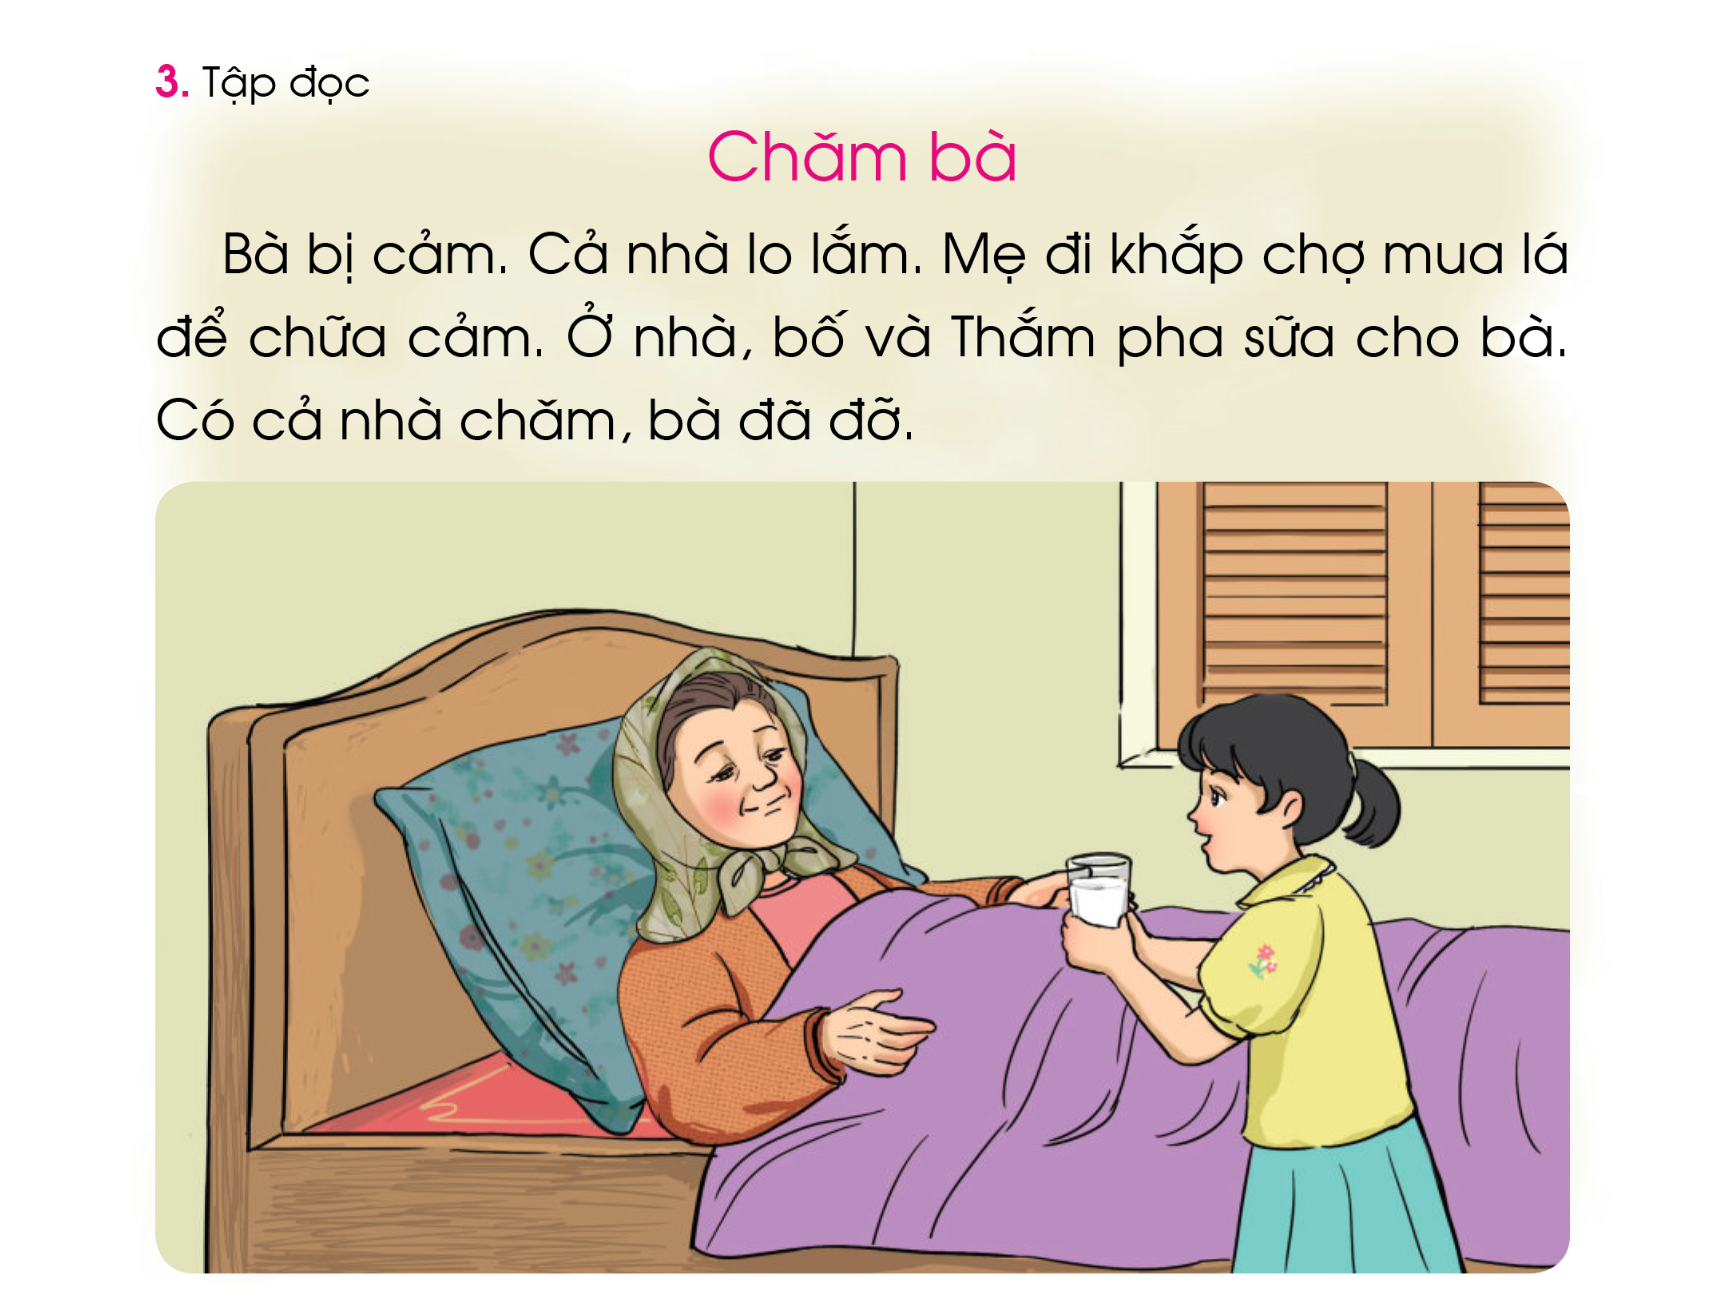 3. Tập đọc
Chăm bà
Bà bị cảm. Cả nhà lo lắm. Mẹ đi khắp chợ mua lá
để chữa cảm. Ở nhà, bố và Thắm pha sữa cho bà.
Có cả nhà chăm, bà đã đỡ.